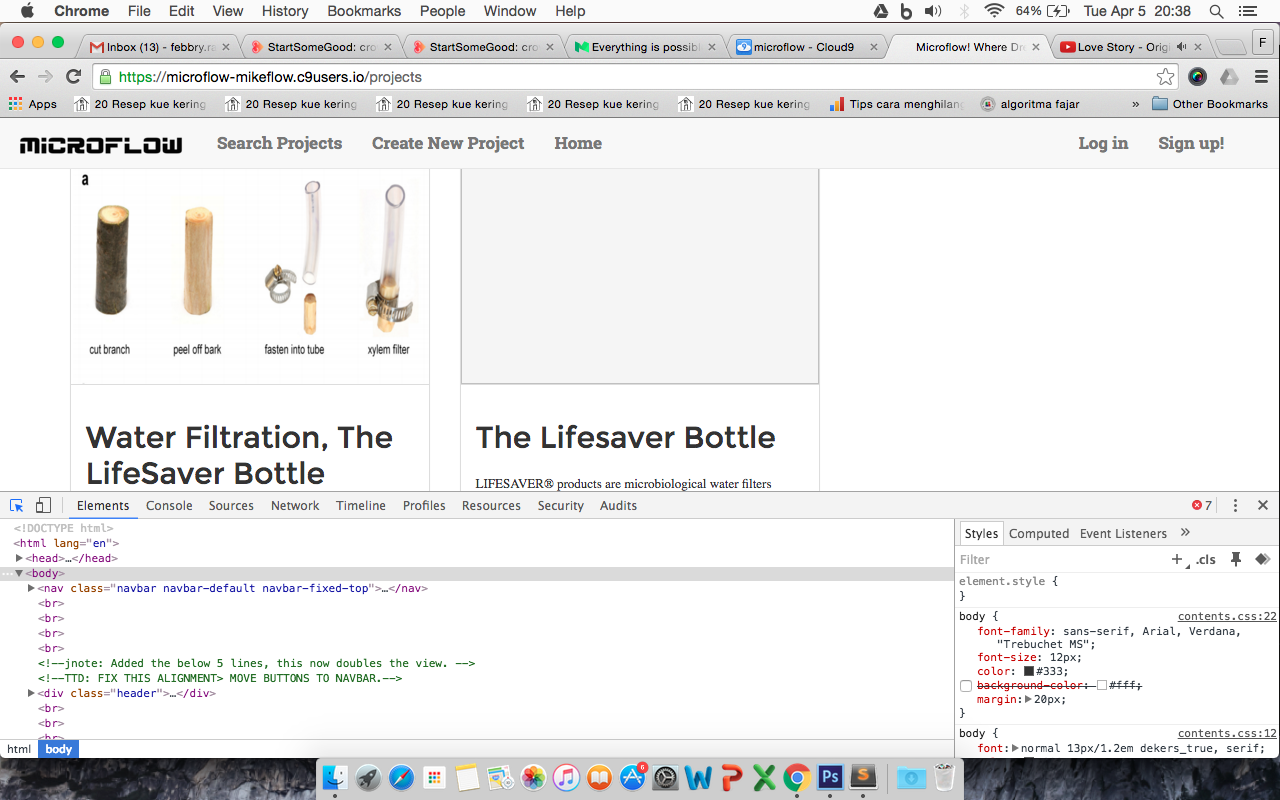 Chrome File Edit View History Bookmarks People Window Help 64% Tue Apr 5 20:38
Inbox (13) - febbry.ra StartSomeGood: cro StartSomeGood: cro Everything is possibl microflow - Cloud9 Microflow! Where Dre Love Story - Origi F
https://microflow-mikeflow.c9users.io/projects
Apps 20 Resep kue kering 20 Resep kue kering 20 Resep kue kering 20 Resep kue kering 20 Resep kue kering Tips cara menghilang algoritma fajar » Other Bookmarks
MICROFLOW Search Projects Create New Project Home Log in Sign up!
a
cut branch peel off bark fasten into tube xylem filter
Water Filtration, The
LifeSaver Bottle
The Lifesaver Bottle
LIFESAVER® products are microbiological water filters
Elements Console Sources Network Timeline Profiles Resources Security Audits 7
<!DOCTYPE html>
<html lang="en">
<head>…</head>
<body>
<nav class="navbar navbar-default navbar-fixed-top">…</nav>
<br>
<br>
<br>
<br>
<!--jnote: Added the below 5 lines, this now doubles the view. -->
<!--TTD: FIX THIS ALIGNMENT> MOVE BUTTONS TO NAVBAR.-->
<div class="header">…</div>
<br>
<br>
<br>
html body
Styles Computed Event Listeners »
Filter + .cls
element.style {
}
body { contents.css:22
font-family: sans-serif, Arial, Verdana,
"Trebuchet MS";
font-size: 12px;
color: #333;
background-color: #fff;
margin: 20px;
}
body { contents.css:12
font: normal 13px/1.2em dekers_true, serif;
6
Ps S